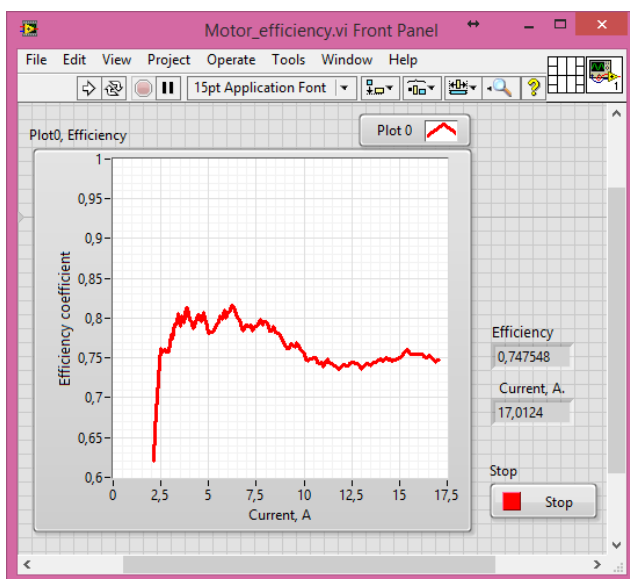 Motor_efficiency.vi Front Panel
File Edit View Project Operate Tools Window Help
15pt Application Font
1
Plot0, Efficiency
Plot 0
1
0,95
0,9
0,85
0,8
0,75
0,7
0,65
0,6
Efficiency coefficient
0 2,5 5 7,5 10 12,5 15 17,5
Current, A
Efficiency
0,747548
Current, A.
17,0124
Stop
Stop